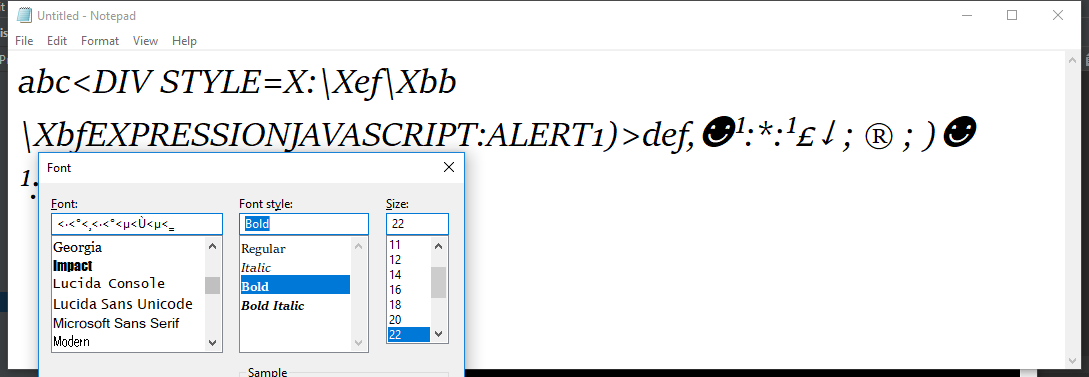 Untitled - Notepad
File Edit Format View Help
abc<DIV STYLE=X:\Xef\Xbb
\XbfEXPRESSIONJAVASCRIPT:ALERT1)>def,☻¹:*:¹£↓; ® ; )☻
¹:
Font
Font: Font style: Size:
<·<°<¸<·<°<µ<Ù<µ<‗ Bold 22
Georgia Regular 11
Impact Italic 12
Lucida Console Bold 14
Lucida Sans Unicode Bold Italic 16
Microsoft Sans Serif 18
Modern 20
22
Sample